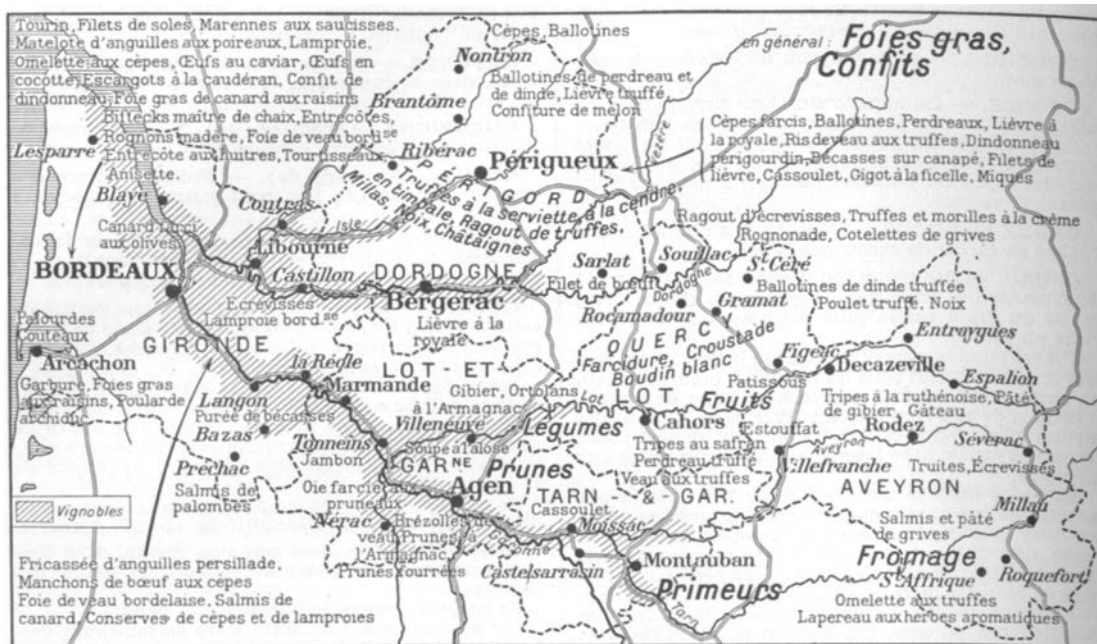 Tourin, Filets de soles, Marennes aux saucisses.
Matelote d'anguilles aux poireaux, Lamproie,
Omelette aux cèpes, Œufs au caviar, Œufs en
cocotte, Escargots à la caudéran, Confit de
dindonneau, Foie gras de canard aux raisins
Biftecks maître de chaix, Entrecôtes,
Rognons madère, Foie de veau bord.se
Entrecôte aux huitres, Tourtisseaux
Anisette.
Lesparre
Blaye
Cèpes, Ballotines
Nontron
Ballotines de perdreau et
de dinde, Lièvre truffé,
Confiture de melon
Brantôme
Ribérac
Périgueux
en général: Foies gras,
Confits
Vézère
Cèpes farcis, Ballotines, Perdreaux, Lièvre à
la royale, Ris de veau aux truffes, Dindonneau
périgourdin, Bécasses sur canapé, Filets de
lièvre, Cassoulet, Gigot à la ficelle, Miques
PÉRIGORD
Truffes à la serviette, à la cendre,
en timbale, Ragout de truffes,
Millas, Noix, Châtaignes
Coutras
Isle
Canard farci
aux olives
Libourne
BORDEAUX
Castillon
DORDOGNE
Bergerac
Ecrevisses
Lamproie bord.se
Lièvre à la
royale
Ragout d'écrevisses, Truffes et morilles à la crème
Rognonade, Cotelettes de grives
Sarlat
Filet de bœuf
Souillac
Dordogne
St Céré
Ballotines de dinde truffée
Poulet truffé, Noix
Rocamadour
Gramat
Entraygues
QUERCY
Farcidure, Croustade
Boudin blanc
Figeac
Patissous
Decazeville
Espalion
Palourdes
Couteaux
Arcachon
GIRONDE
Garbure, Foies gras
aux raisins, Poularde
archiduc
la Réole
LOT-ET-
GARNE
Marmande
Langon
Purée de bécasses
Bazas
Gibier, Ortolans
à l'Armagnac
Villeneuve
Lot
LOT
Fruits
Légumes
Cahors
Tripes au safran
Perdreau truffé
Veau aux truffes
Tripes à la ruthénoise, Pâté
de gibier, Gâteau
Rodez
Estouffat
Aveyron
Villefranche
Séverac
Truites, Écrevisses
AVEYRON
Tonneins
Jambon
Soupe à l'alose
Prunes
Agen
Préchac
Salmis de
palombes
Oie farcie aux
pruneaux
Nérac
Brézolles de
veau, Prunes à
l'Armagnac,
Prunes fourrées
TARN-&-GAR.
Cassoulet
Moissac
Garonne
Castelsarrasin
Montauban
Primeurs
Tarn
Millau
Salmis et pâté
de grives
Fromage
St Affrique
Roquefort
Omelette aux truffes
Lapereau aux herbes aromatiques
Vignobles
Fricassée d'anguilles persillade,
Manchons de bœuf aux cèpes
Foie de veau bordelaise, Salmis de
canard, Conserves de cèpes et de lamproies